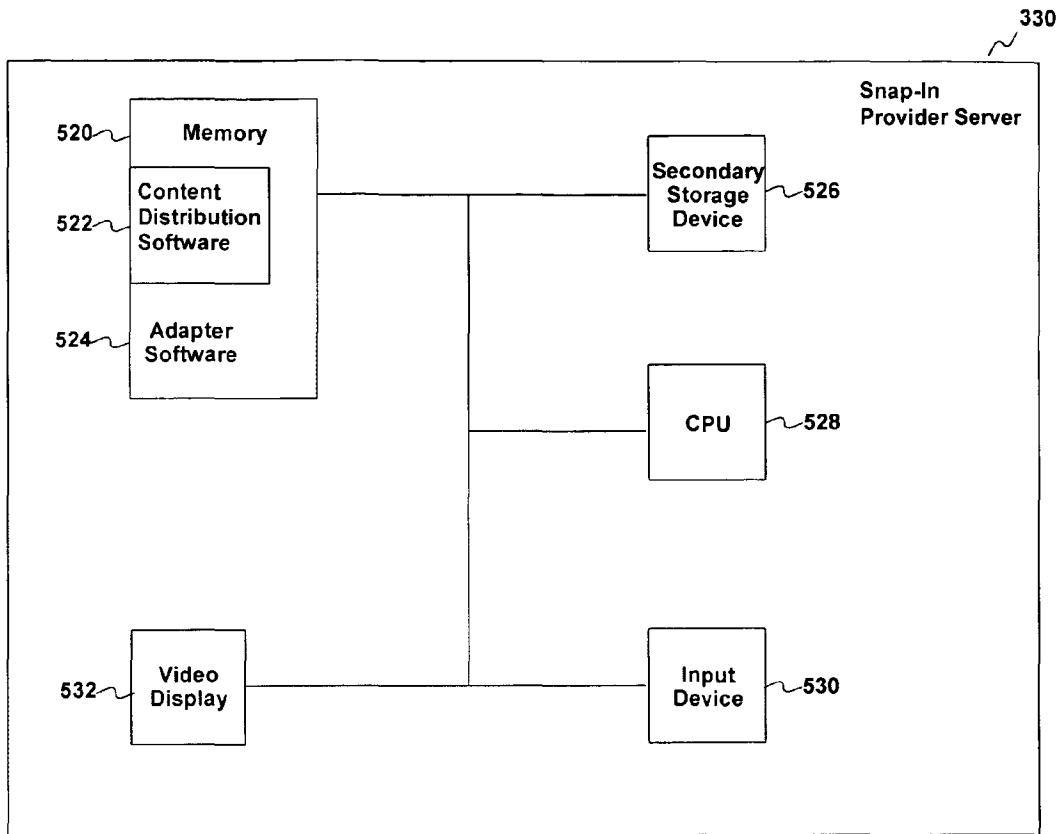 330
Snap-In
Provider Server
520
Memory
Content
Distribution
Software
522
524
Adapter
Software
Secondary
Storage
Device
526
CPU
528
532
Video
Display
Input
Device
530